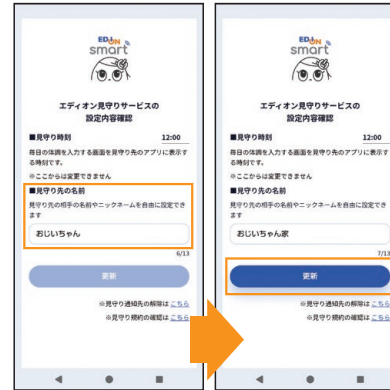 EDION
smart
エディオン見守りサービスの
設定内容確認
■見守り時刻 12:00
毎日の体調を入力する画面を見守り先のアプリに表示す
る時刻です。
※ここからは変更できません
■見守り先の名前
見守り先の相手の名前やニックネームを自由に設定でき
ます
おじいちゃん
6/13
更新
※見守り通知先の解除は こちら
※見守り規約の確認は こちら
EDION
smart
エディオン見守りサービスの
設定内容確認
■見守り時刻 12:00
毎日の体調を入力する画面を見守り先のアプリに表示す
る時刻です。
※ここからは変更できません
■見守り先の名前
見守り先の相手の名前やニックネームを自由に設定でき
ます
おじいちゃん家
7/13
更新
※見守り通知先の解除は こちら
※見守り規約の確認は こちら